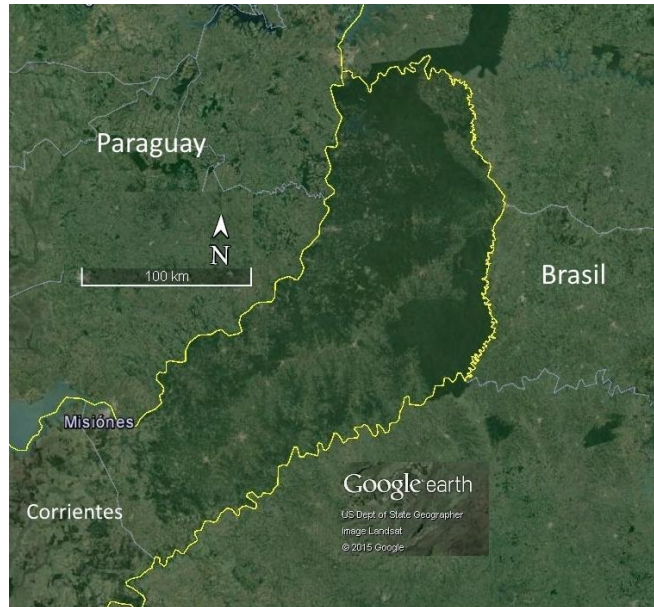 Paraguay
N
100 km
Brasil
Misiónes
Corrientes
Google earth
US Dept of State Geographer
Image Landsat
© 2015 Google